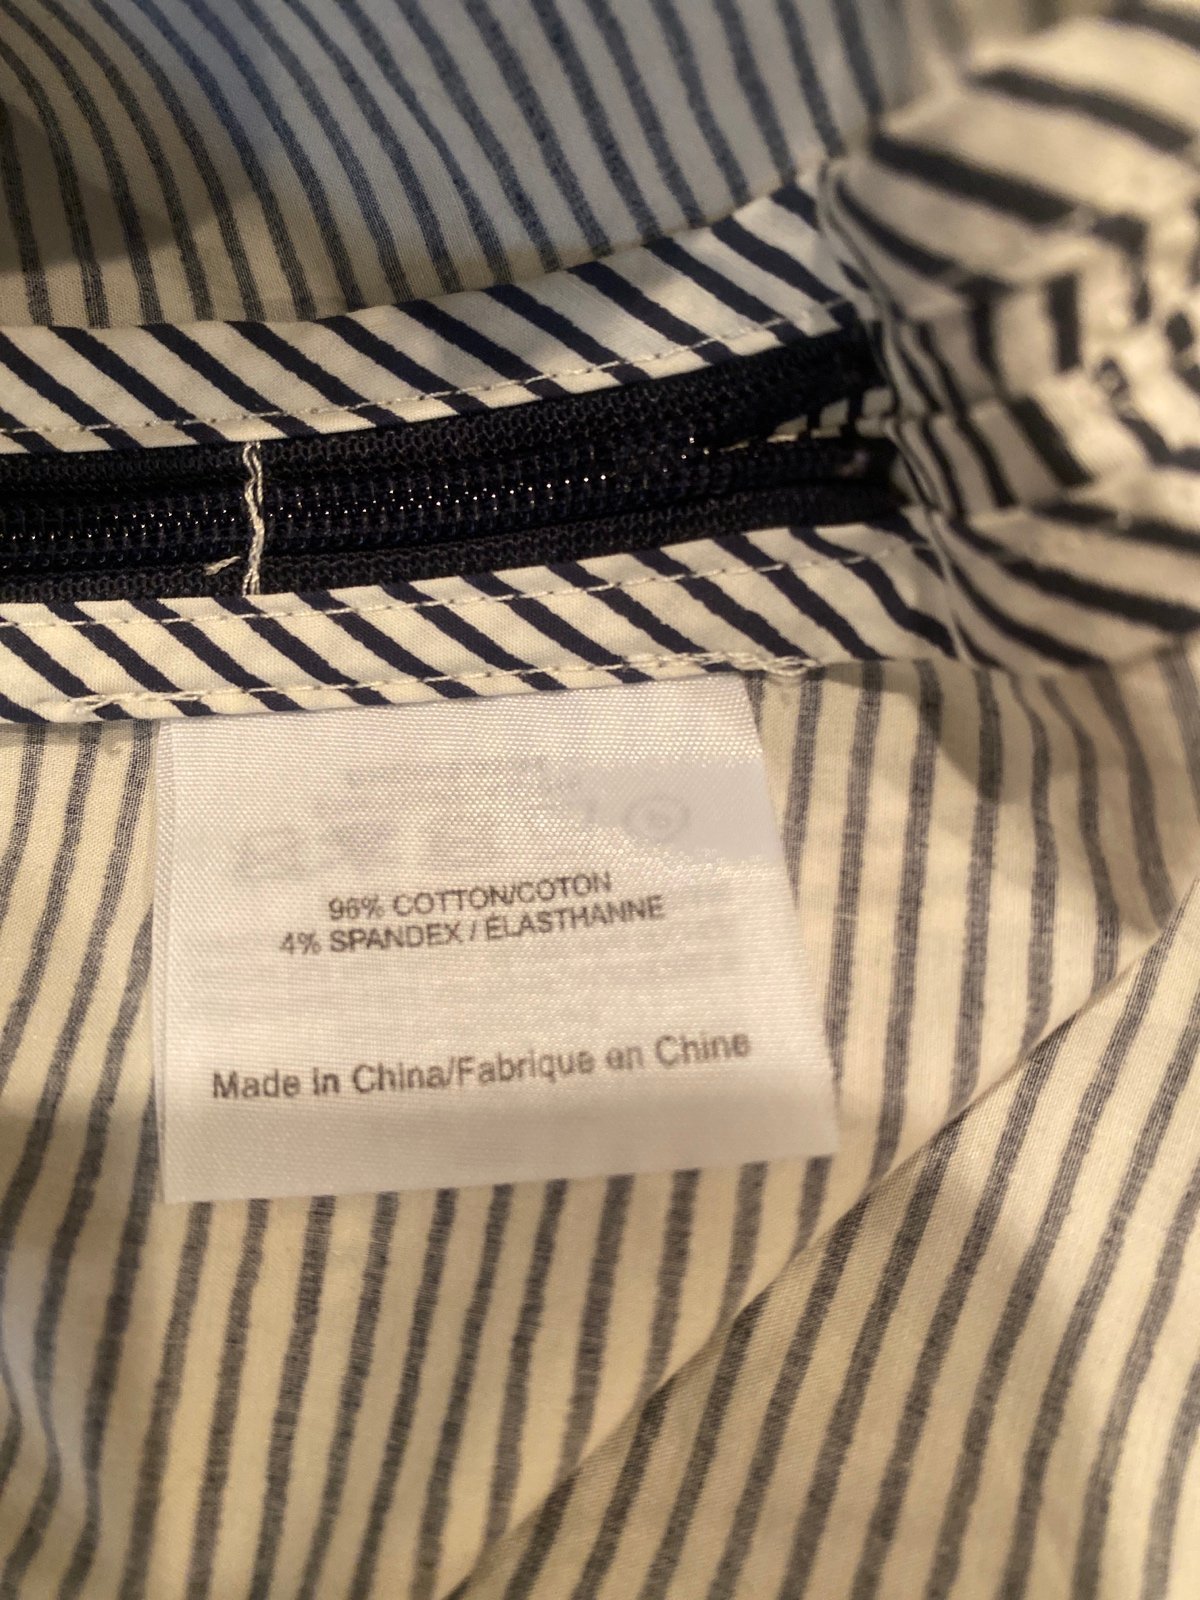 96% COTTON/COTON
4% SPANDEX / ÉLASTHANNE
Made in China/Fabrique en Chine